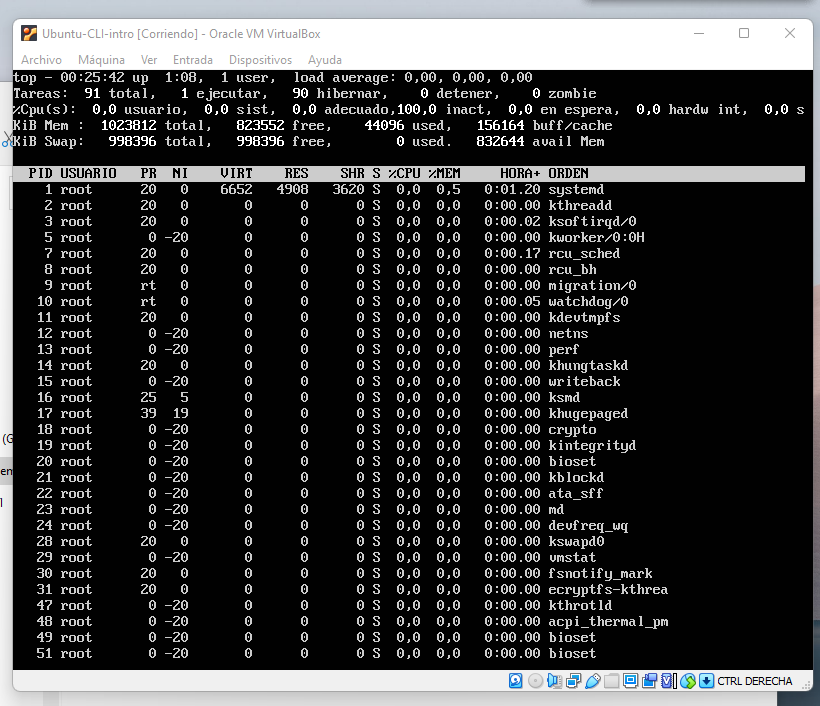 Ubuntu-CLI-intro [Corriendo] - Oracle VM VirtualBox
Archivo Máquina Ver Entrada Dispositivos Ayuda
top - 00:25:42 up 1:08, 1 user, load average: 0,00, 0,00, 0,00
Tareas: 91 total, 1 ejecutar, 90 hibernar, 0 detener, 0 zombie
%Cpu(s): 0,0 usuario, 0,0 sist, 0,0 adecuado,100,0 inact, 0,0 en espera, 0,0 hardw int, 0,0 s
KiB Mem : 1023812 total, 823552 free, 44096 used, 156164 buff/cache
KiB Swap: 998396 total, 998396 free, 0 used. 832644 avail Mem
PID USUARIO PR NI VIRT RES SHR S %CPU %MEM HORA+ ORDEN
1 root 20 0 6652 4908 3620 S 0,0 0,5 0:01.20 systemd
2 root 20 0 0 0 0 S 0,0 0,0 0:00.00 kthreadd
3 root 20 0 0 0 0 S 0,0 0,0 0:00.02 ksoftirqd/0
5 root 0 -20 0 0 0 S 0,0 0,0 0:00.00 kworker/0:0H
7 root 20 0 0 0 0 S 0,0 0,0 0:00.17 rcu_sched
8 root 20 0 0 0 0 S 0,0 0,0 0:00.00 rcu_bh
9 root rt 0 0 0 0 S 0,0 0,0 0:00.00 migration/0
10 root rt 0 0 0 0 S 0,0 0,0 0:00.05 watchdog/0
11 root 20 0 0 0 0 S 0,0 0,0 0:00.00 kdevtmpfs
12 root 0 -20 0 0 0 S 0,0 0,0 0:00.00 netns
13 root 0 -20 0 0 0 S 0,0 0,0 0:00.00 perf
14 root 20 0 0 0 0 S 0,0 0,0 0:00.00 khungtaskd
15 root 0 -20 0 0 0 S 0,0 0,0 0:00.00 writeback
16 root 25 5 0 0 0 S 0,0 0,0 0:00.00 ksmd
17 root 39 19 0 0 0 S 0,0 0,0 0:00.00 khugepaged
18 root 0 -20 0 0 0 S 0,0 0,0 0:00.00 crypto
19 root 0 -20 0 0 0 S 0,0 0,0 0:00.00 kintegrityd
20 root 0 -20 0 0 0 S 0,0 0,0 0:00.00 bioset
21 root 0 -20 0 0 0 S 0,0 0,0 0:00.00 kblockd
22 root 0 -20 0 0 0 S 0,0 0,0 0:00.00 ata_sff
23 root 0 -20 0 0 0 S 0,0 0,0 0:00.00 md
24 root 0 -20 0 0 0 S 0,0 0,0 0:00.00 devfreq_wq
28 root 20 0 0 0 0 S 0,0 0,0 0:00.00 kswapd0
29 root 0 -20 0 0 0 S 0,0 0,0 0:00.00 vmstat
30 root 20 0 0 0 0 S 0,0 0,0 0:00.00 fsnotify_mark
31 root 20 0 0 0 0 S 0,0 0,0 0:00.00 ecryptfs-kthrea
47 root 0 -20 0 0 0 S 0,0 0,0 0:00.00 kthrotld
48 root 0 -20 0 0 0 S 0,0 0,0 0:00.00 acpi_thermal_pm
49 root 0 -20 0 0 0 S 0,0 0,0 0:00.00 bioset
51 root 0 -20 0 0 0 S 0,0 0,0 0:00.00 bioset
CTRL DERECHA